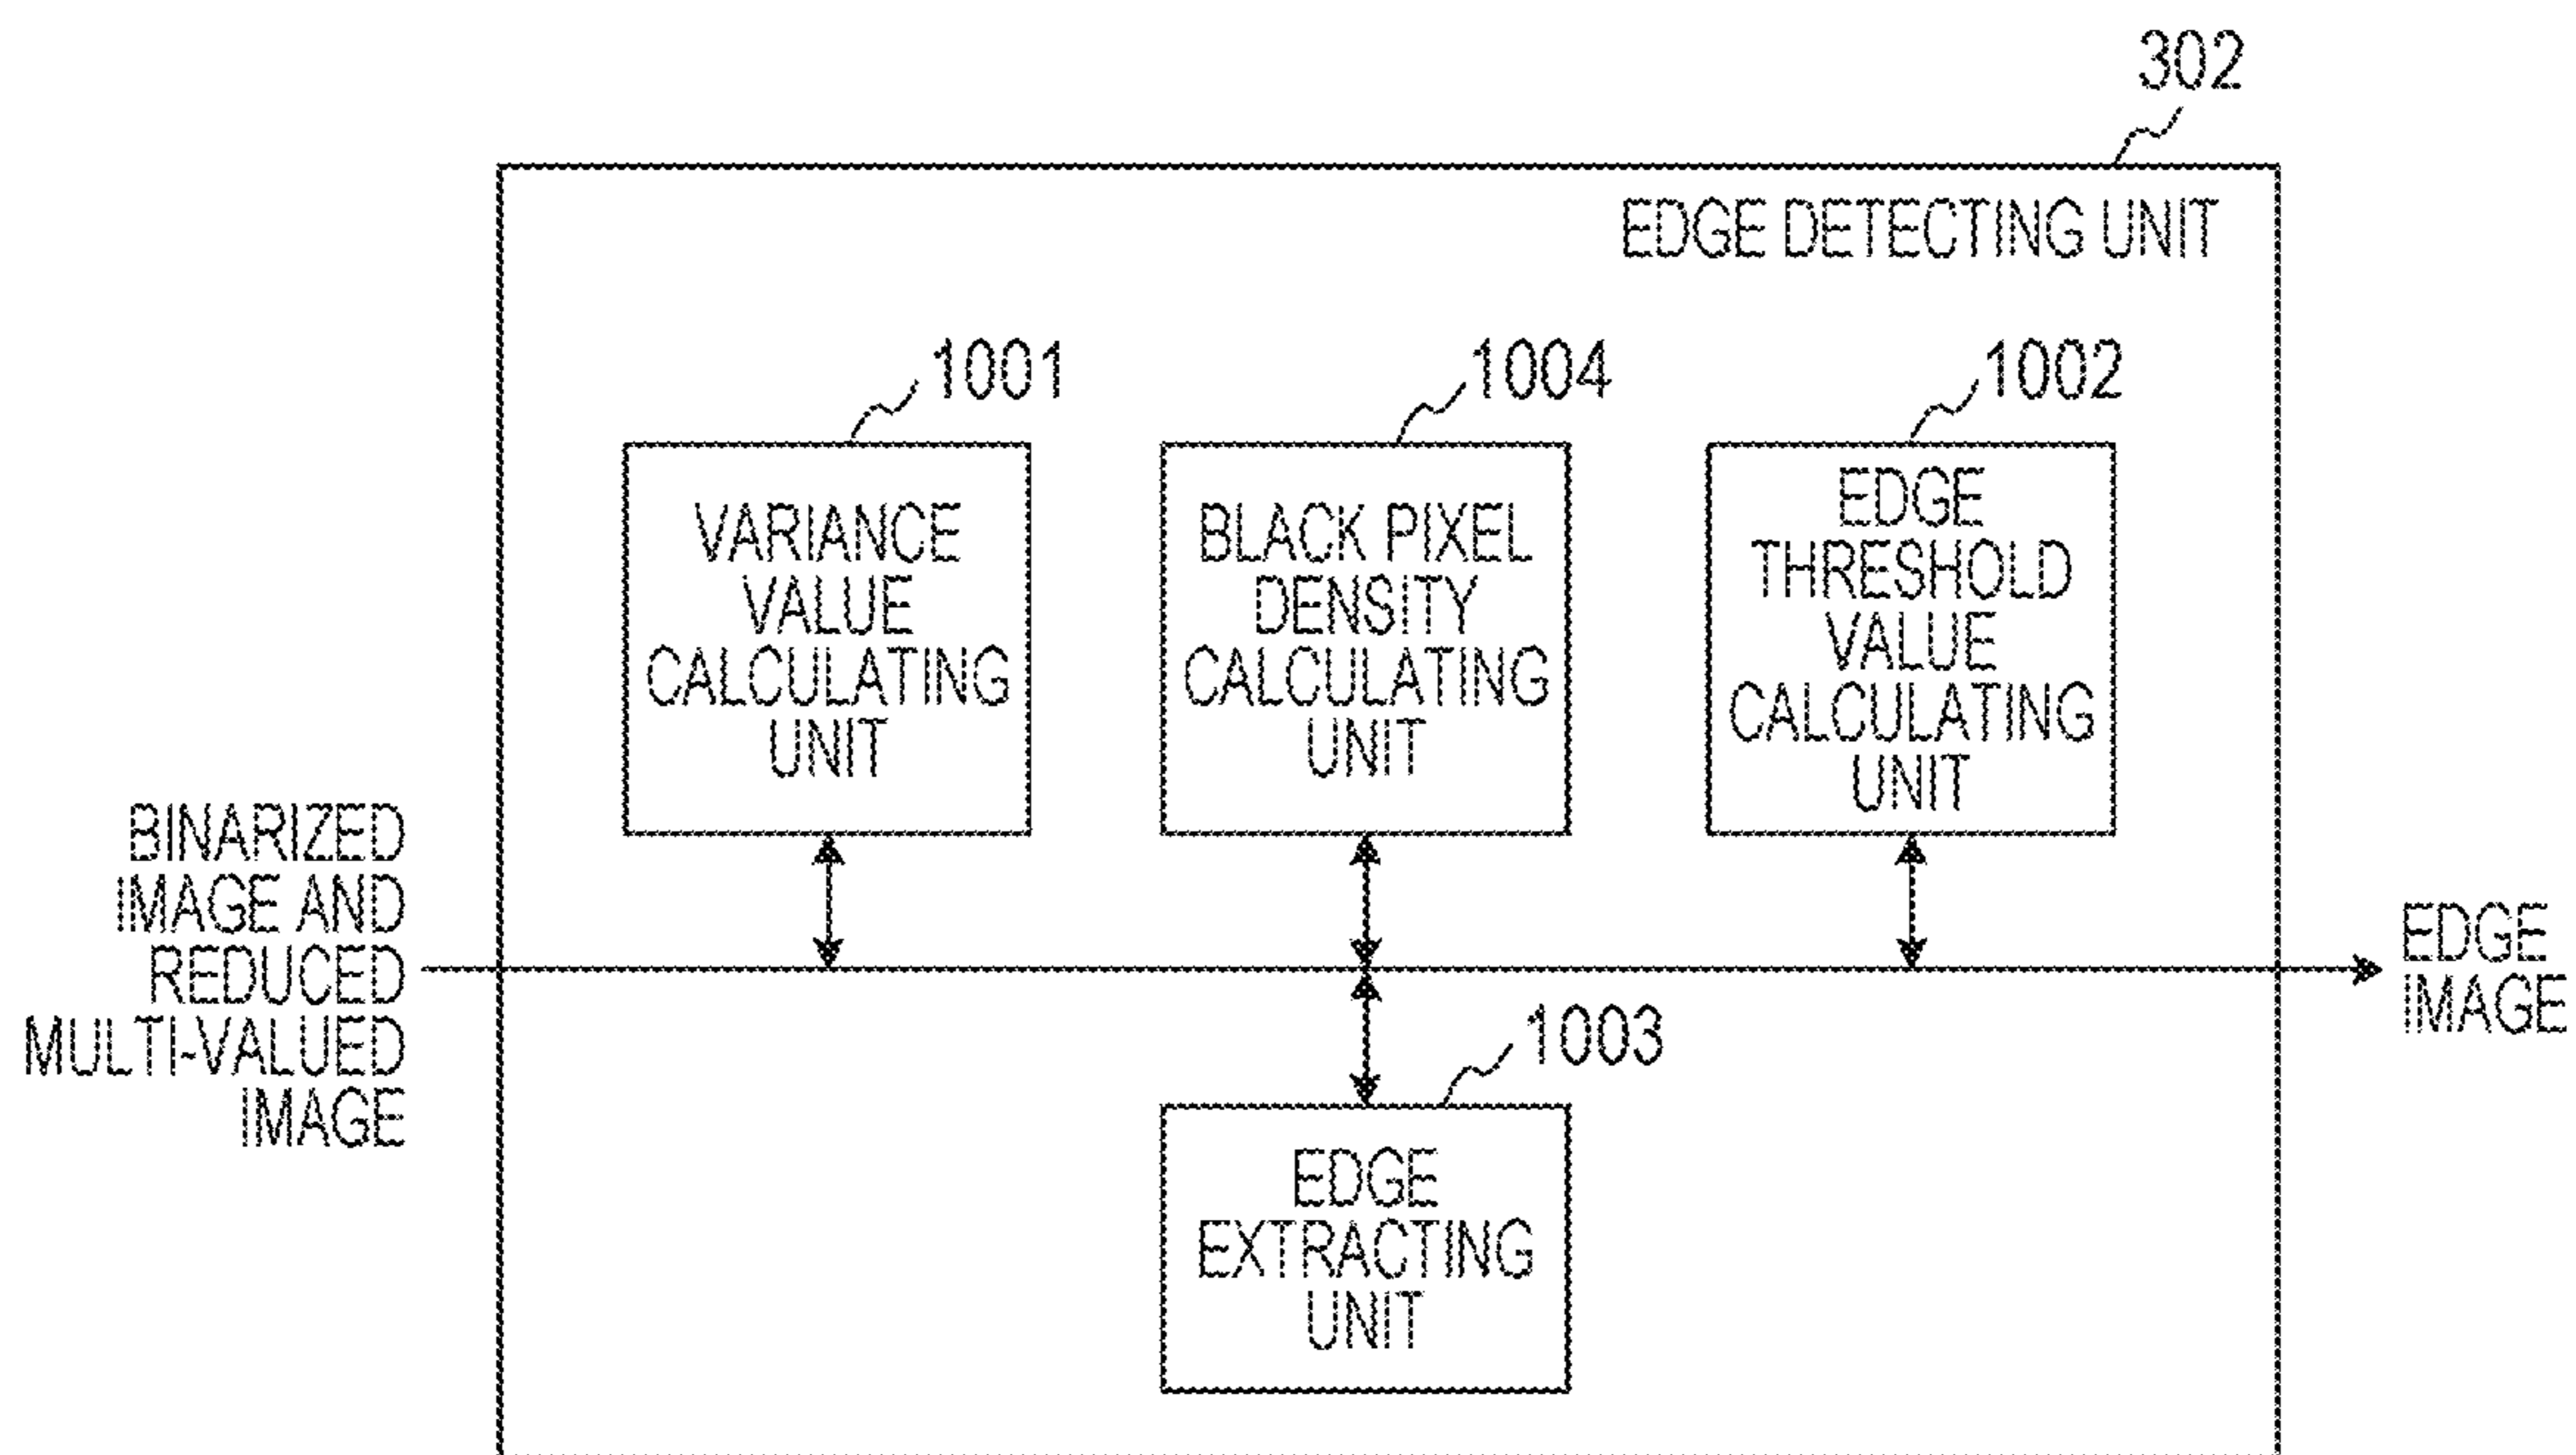 302
EDGE DETECTING UNIT
1001
1004
1002
VARIANCE
VALUE
CALCULATING
UNIT
BLACK PIXEL
DENSITY
CALCULATING
UNIT
EDGE
THRESHOLD
VALUE
CALCULATING
UNIT
BINARIZED
IMAGE AND
REDUCED
MULTI-VALUED
IMAGE
EDGE
IMAGE
1003
EDGE
EXTRACTING
UNIT